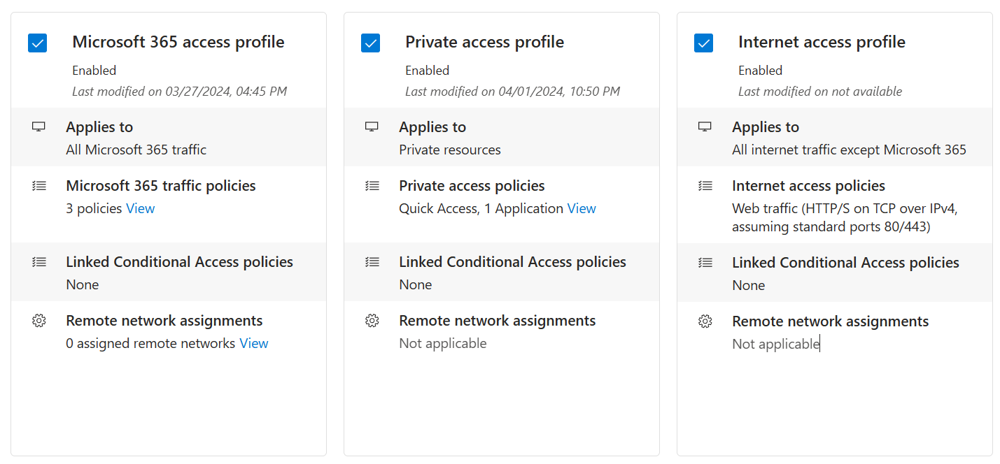 Microsoft 365 access profile
Enabled
Last modified on 03/27/2024, 04:45 PM
Applies to
All Microsoft 365 traffic
Microsoft 365 traffic policies
3 policies View
Linked Conditional Access policies
None
Remote network assignments
0 assigned remote networks View
Private access profile
Enabled
Last modified on 04/01/2024, 10:50 PM
Applies to
Private resources
Private access policies
Quick Access, 1 Application View
Linked Conditional Access policies
None
Remote network assignments
Not applicable
Internet access profile
Enabled
Last modified on not available
Applies to
All internet traffic except Microsoft 365
Internet access policies
Web traffic (HTTP/S on TCP over IPv4,
assuming standard ports 80/443)
Linked Conditional Access policies
None
Remote network assignments
Not applicable